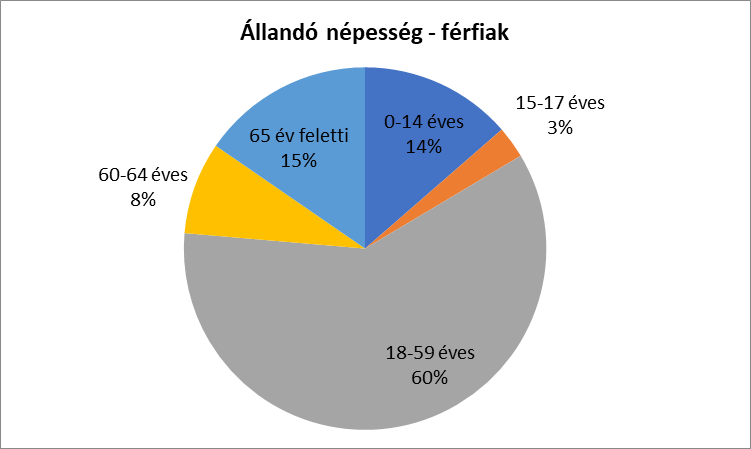 Állandó népesség - férfiak
0-14 éves
14%
15-17 éves
3%
18-59 éves
60%
60-64 éves
8%
65 év feletti
15%